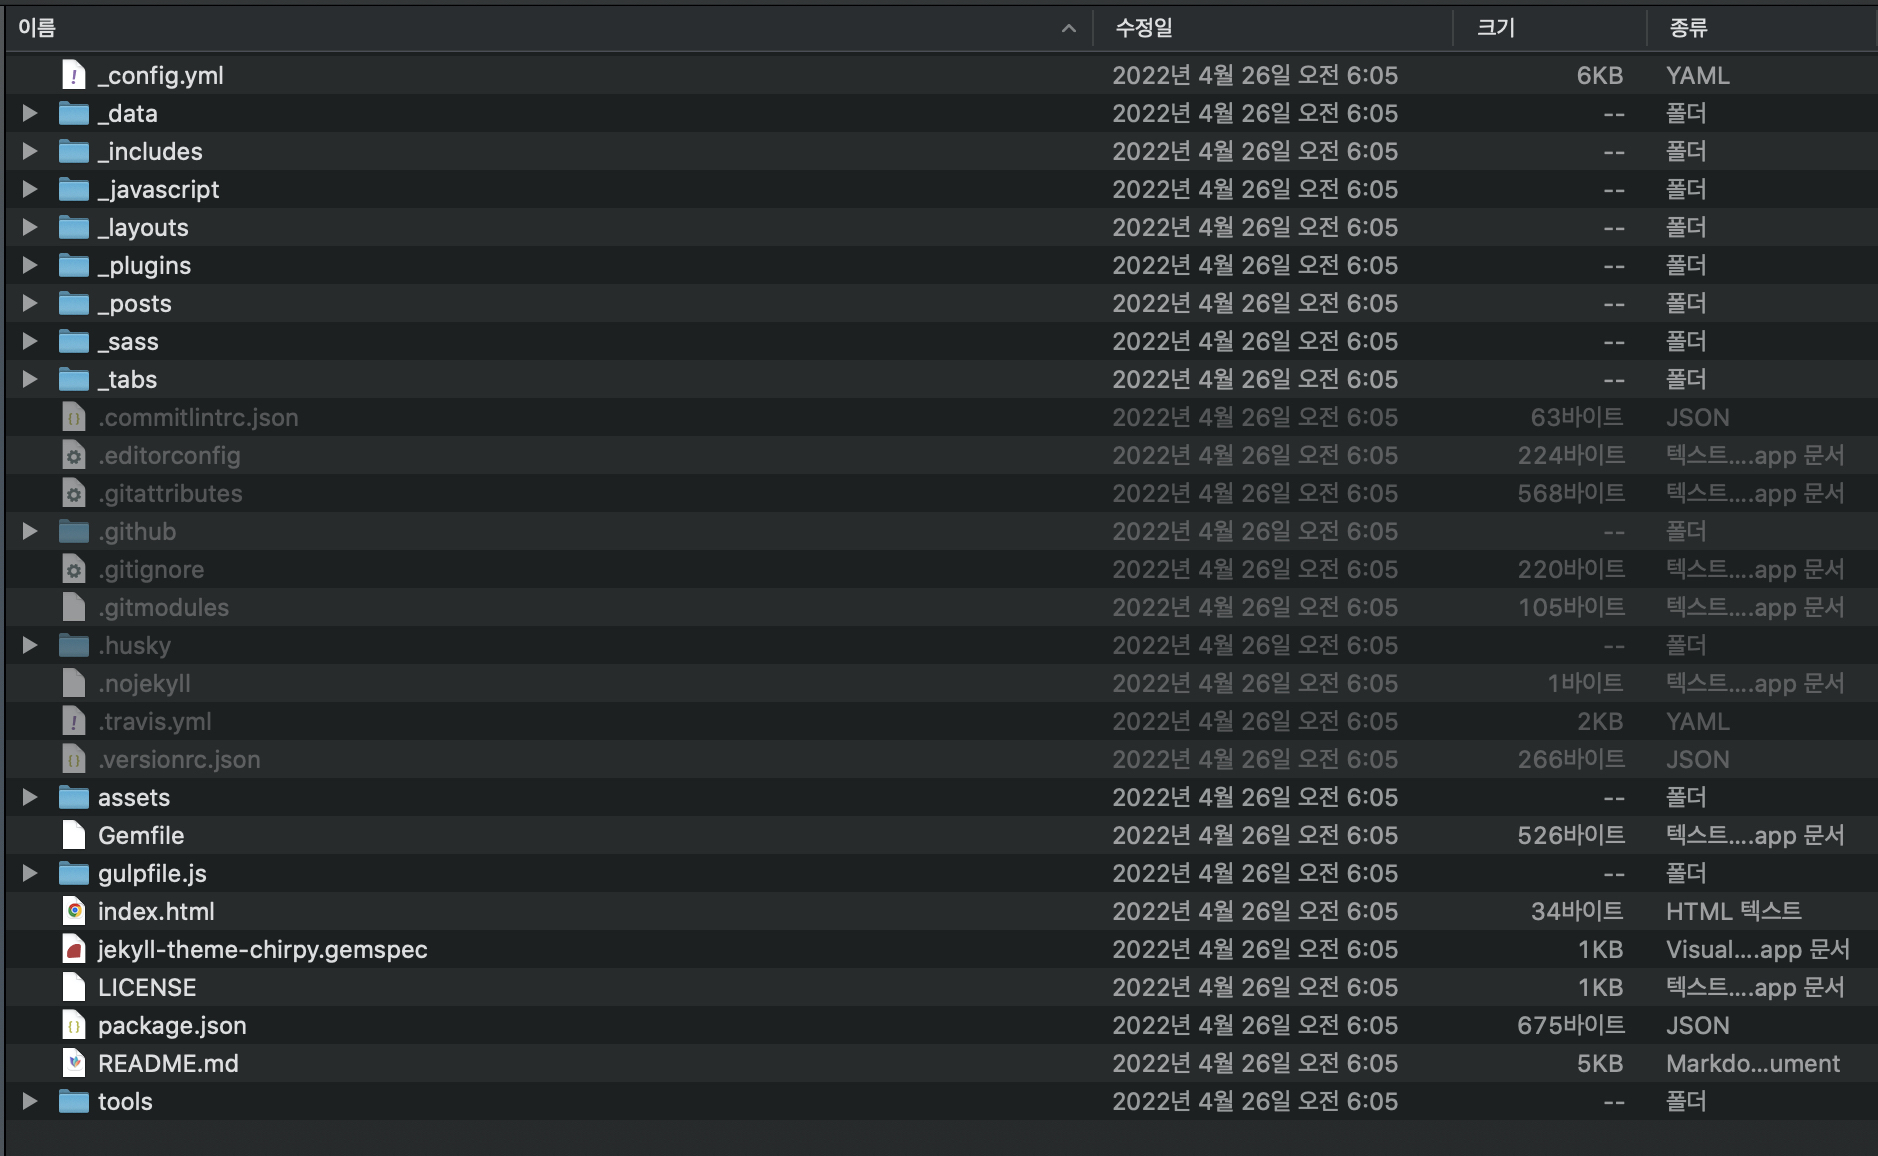 이름 수정일 크기 종류
_config.yml 2022년 4월 26일 오전 6:05 6KB YAML
_data 2022년 4월 26일 오전 6:05 -- 폴더
_includes 2022년 4월 26일 오전 6:05 -- 폴더
_javascript 2022년 4월 26일 오전 6:05 -- 폴더
_layouts 2022년 4월 26일 오전 6:05 -- 폴더
_plugins 2022년 4월 26일 오전 6:05 -- 폴더
_posts 2022년 4월 26일 오전 6:05 -- 폴더
_sass 2022년 4월 26일 오전 6:05 -- 폴더
_tabs 2022년 4월 26일 오전 6:05 -- 폴더
.commitlintrc.json 2022년 4월 26일 오전 6:05 63바이트 JSON
.editorconfig 2022년 4월 26일 오전 6:05 224바이트 텍스트….app 문서
.gitattributes 2022년 4월 26일 오전 6:05 568바이트 텍스트….app 문서
.github 2022년 4월 26일 오전 6:05 -- 폴더
.gitignore 2022년 4월 26일 오전 6:05 220바이트 텍스트….app 문서
.gitmodules 2022년 4월 26일 오전 6:05 105바이트 텍스트….app 문서
.husky 2022년 4월 26일 오전 6:05 -- 폴더
.nojekyll 2022년 4월 26일 오전 6:05 1바이트 텍스트….app 문서
.travis.yml 2022년 4월 26일 오전 6:05 2KB YAML
.versionrc.json 2022년 4월 26일 오전 6:05 266바이트 JSON
assets 2022년 4월 26일 오전 6:05 -- 폴더
Gemfile 2022년 4월 26일 오전 6:05 526바이트 텍스트….app 문서
gulpfile.js 2022년 4월 26일 오전 6:05 -- 폴더
index.html 2022년 4월 26일 오전 6:05 34바이트 HTML 텍스트
jekyll-theme-chirpy.gemspec 2022년 4월 26일 오전 6:05 1KB Visual….app 문서
LICENSE 2022년 4월 26일 오전 6:05 1KB 텍스트….app 문서
package.json 2022년 4월 26일 오전 6:05 675바이트 JSON
README.md 2022년 4월 26일 오전 6:05 5KB Markdo…ument
tools 2022년 4월 26일 오전 6:05 -- 폴더